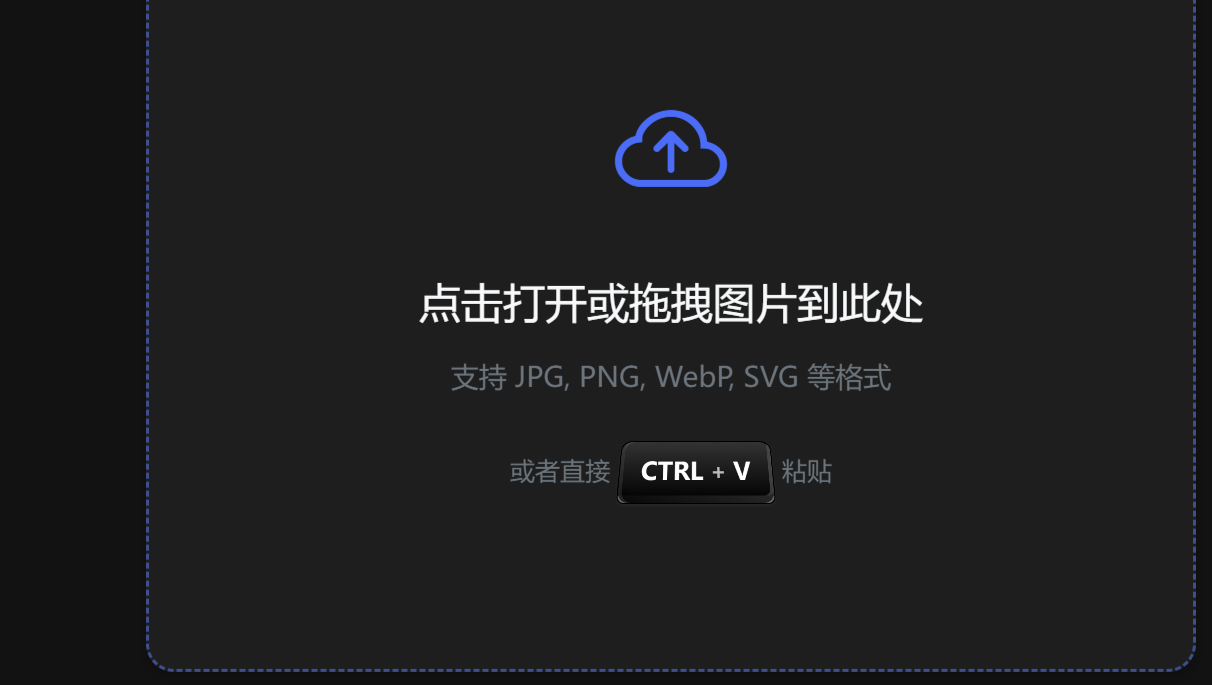 点击打开或拖拽图片到此处
支持 JPG, PNG, WebP, SVG 等格式
或者直接 CTRL + V 粘贴